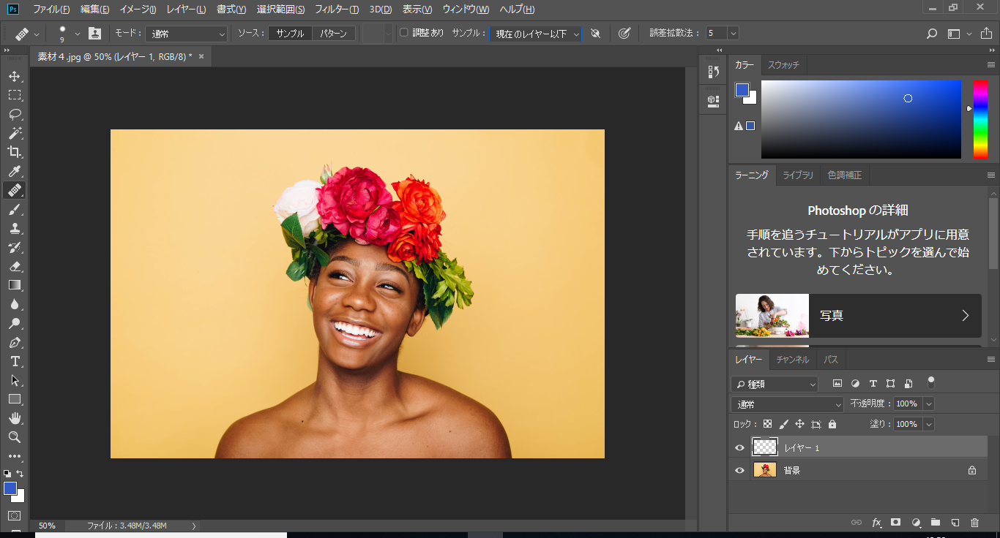 Ps ファイル(F) 編集(E) イメージ(I) レイヤー(L) 書式(Y) 選択範囲(S) フィルター(T) 3D(D) 表示(V) ウィンドウ(W) ヘルプ(H)
9 モード : 通常 ソース : サンプル パターン 調整あり サンプル : 現在のレイヤー以下 誤差拡散法 : 5
素材４.jpg @ 50% (レイヤー 1, RGB/8) * ×
カラー スウォッチ
ラーニング ライブラリ 色調補正
Photoshop の詳細
手順を追うチュートリアルがアプリに用意
されています。下からトピックを選んで始
めてください。
写真
レイヤー チャンネル パス
種類
通常 不透明度 : 100%
ロック : 塗り : 100%
レイヤー 1
背景
fx
50% ファイル : 3.48M/3.48M